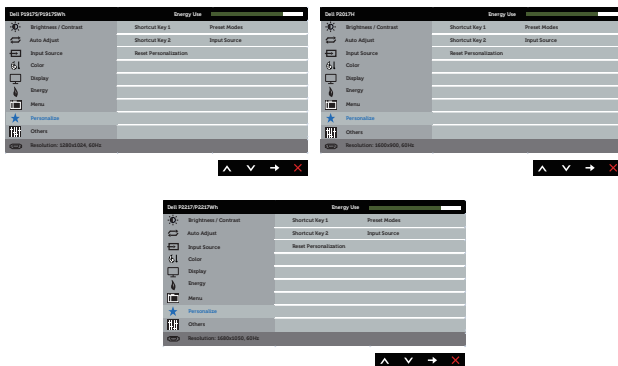 Dell P1917S/P1917SWh Energy Use
Brightness / Contrast Shortcut Key 1 Preset Modes
Auto Adjust Shortcut Key 2 Input Source
Input Source Reset Personalization
Color
Display
Energy
Menu
Personalize
Others
Resolution: 1280x1024, 60Hz
Dell P2017H Energy Use
Brightness / Contrast Shortcut Key 1 Preset Modes
Auto Adjust Shortcut Key 2 Input Source
Input Source Reset Personalization
Color
Display
Energy
Menu
Personalize
Others
Resolution: 1600x900, 60Hz
Dell P2217/P2217Wh Energy Use
Brightness / Contrast Shortcut Key 1 Preset Modes
Auto Adjust Shortcut Key 2 Input Source
Input Source Reset Personalization
Color
Display
Energy
Menu
Personalize
Others
Resolution: 1680x1050, 60Hz